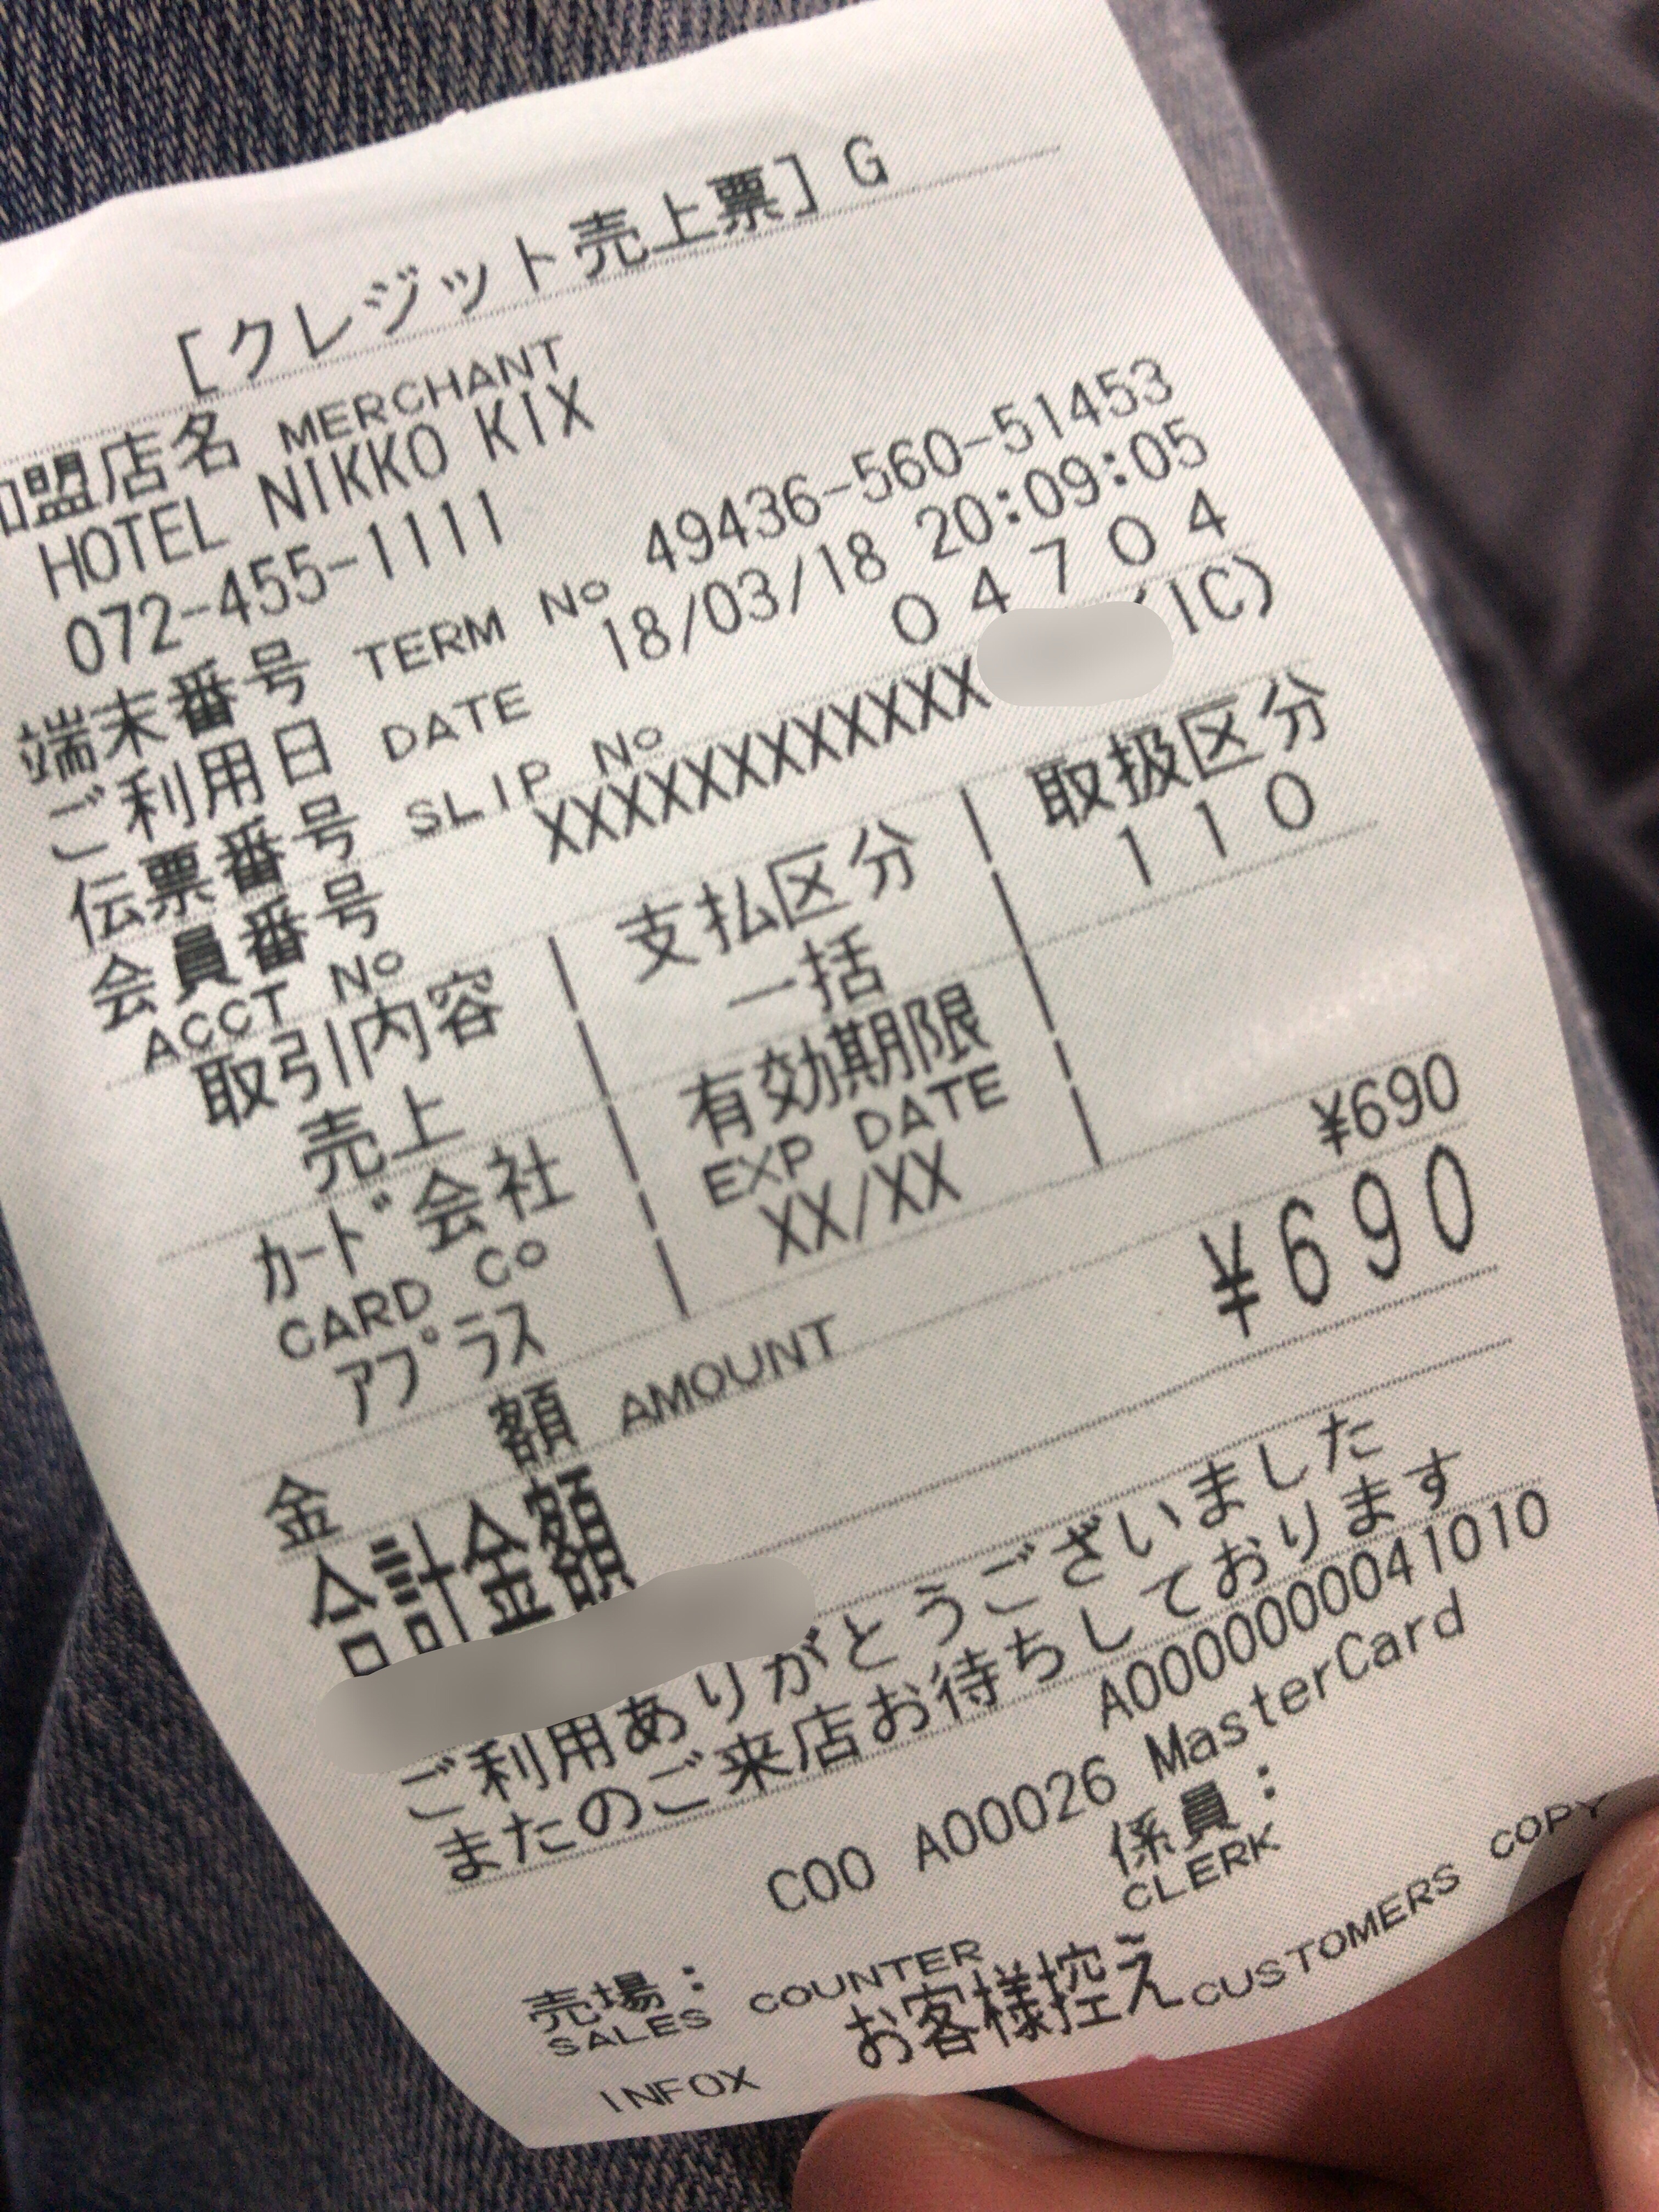 [クレジット売上票] G
加盟店名 MERCHANT
HOTEL NIKKO KIX
072-455-1111
端末番号 TERM No 49436-560-51453
ご利用日 DATE 18/03/18 20:09:05
伝票番号 SLIP No 04704
会員番号 XXXXXXXXXXXX (IC)
ACCT No
取引内容 | 支払区分 | 取扱区分
売上 | 一括 | 110
カード会社 | 有効期限 |
CARD Co | EXP DATE |
アプラス | XX/XX |
金額 AMOUNT ¥690
合計金額 ¥690
ご利用ありがとうございました
またのご来店お待ちしております
A0000000041010
C00 A00026 MasterCard
係員:
CLERK
売場:
SALES COUNTER
お客様控え CUSTOMERS COPY
INFOX